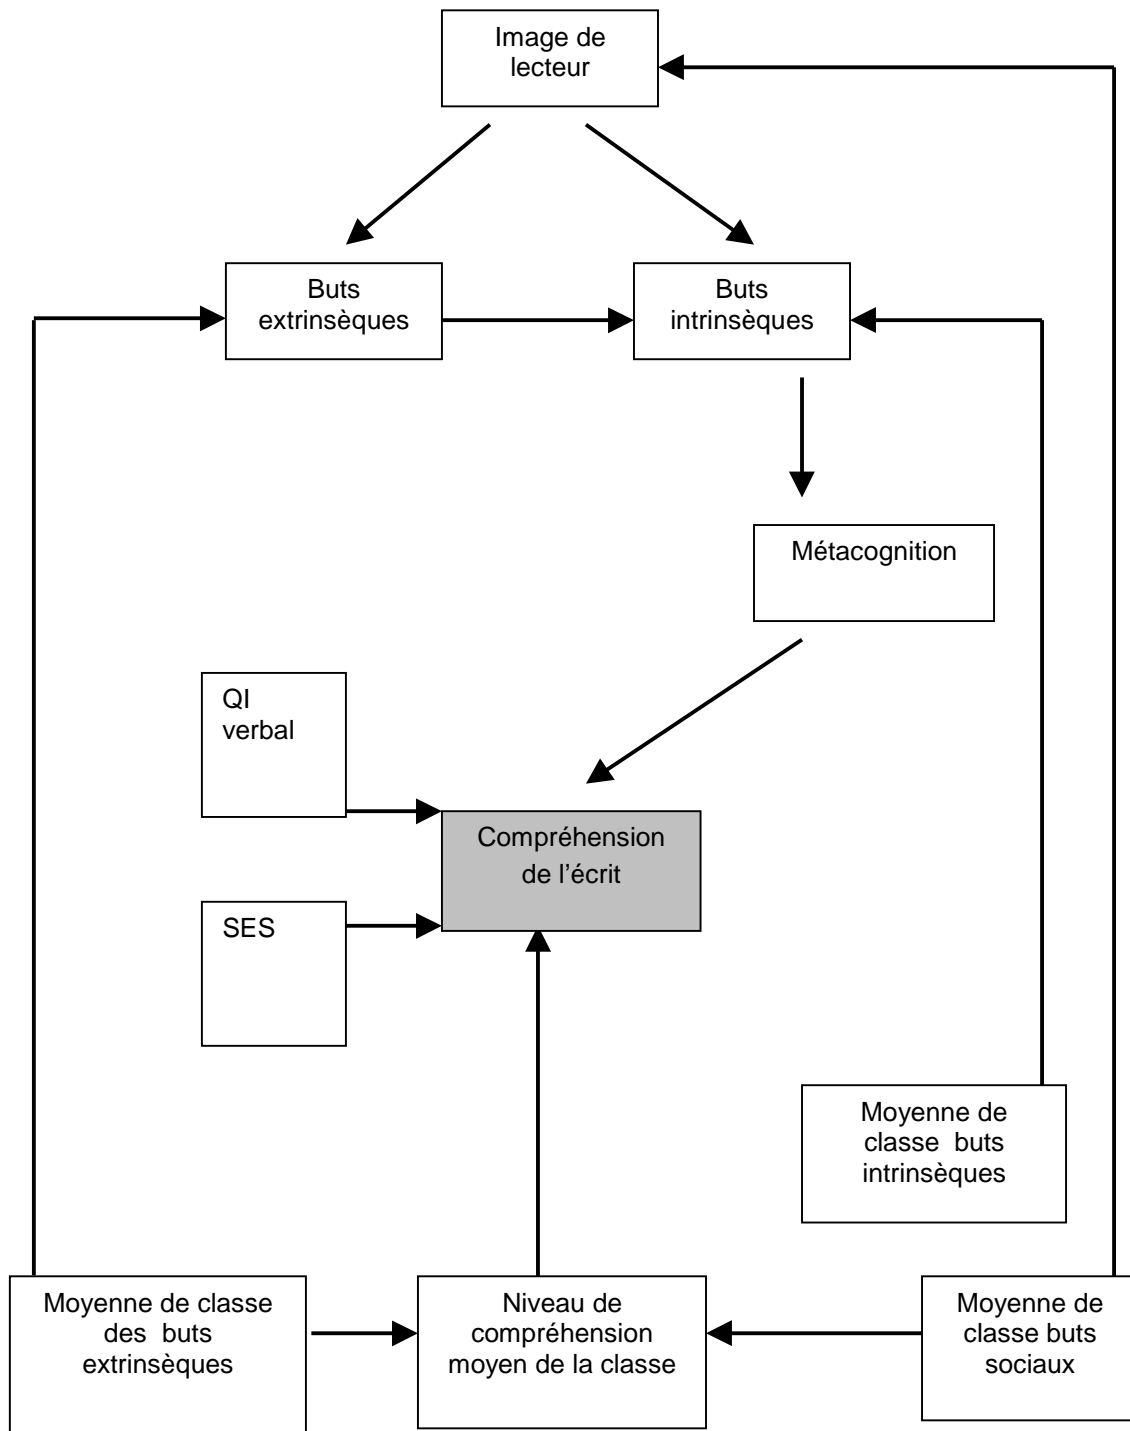 Image de
lecteur
Buts
extrinsèques
Buts
intrinsèques
Métacognition
QI
verbal
Compréhension
de l’écrit
SES
Moyenne de
classe  buts
intrinsèques
Moyenne de classe
des  buts
extrinsèques
Niveau de
compréhension
moyen de la classe
Moyenne de
classe buts
sociaux